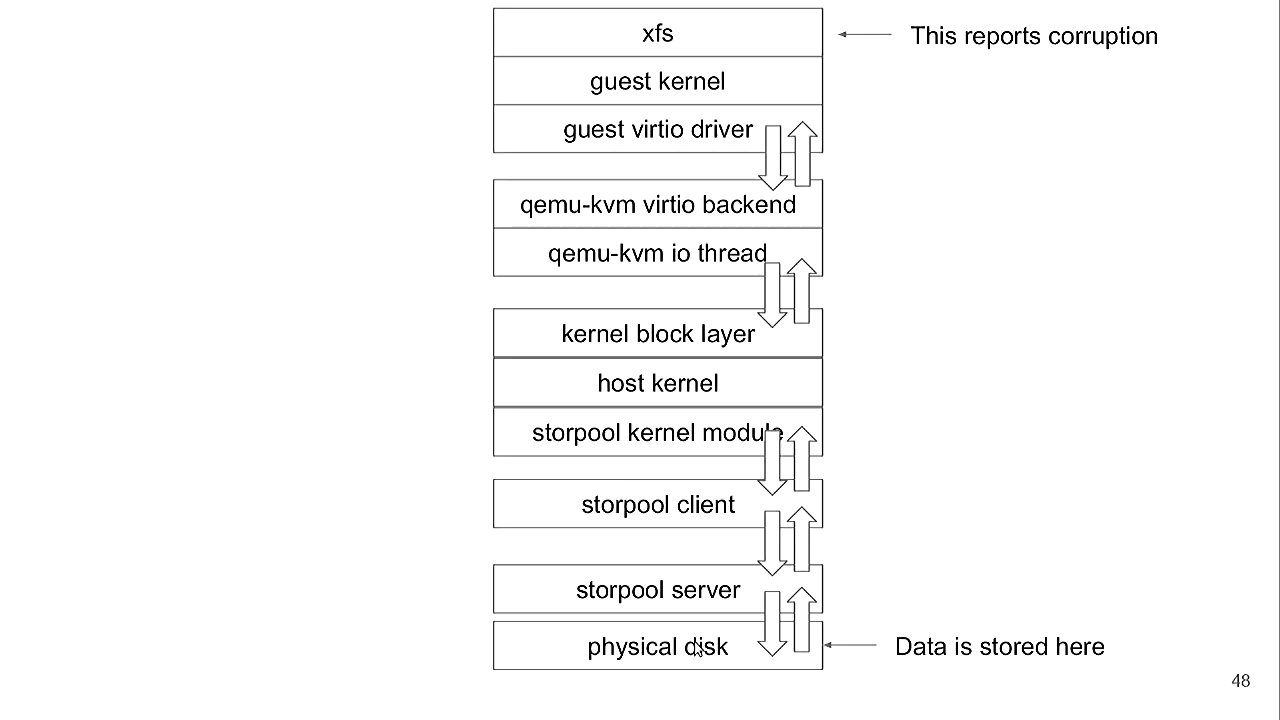 xfs
This reports corruption
guest kernel
guest virtio driver
qemu-kvm virtio backend
qemu-kvm io thread
kernel block layer
host kernel
storpool kernel module
storpool client
storpool server
physical disk
Data is stored here
48